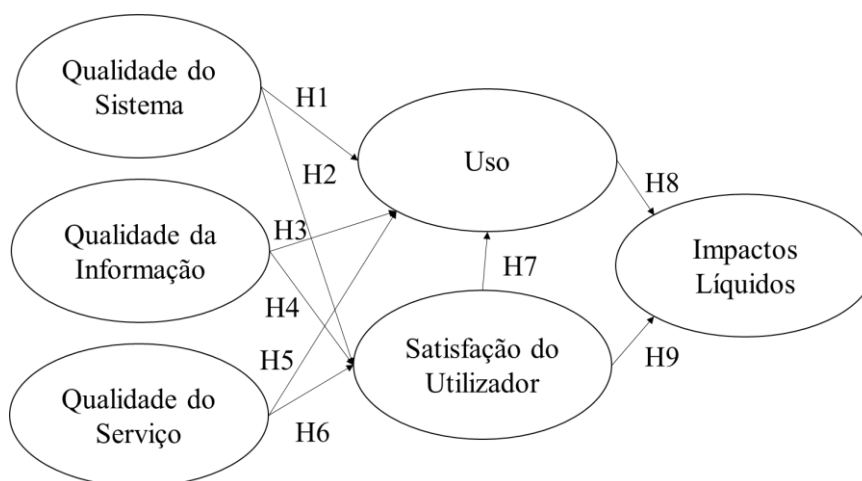 Qualidade do
Sistema
H1
Uso
H2
H8
Qualidade da
Informação
H3
Impactos
Líquidos
H7
H4
H5
Satisfação do
Utilizador
H9
Qualidade do
Serviço
H6